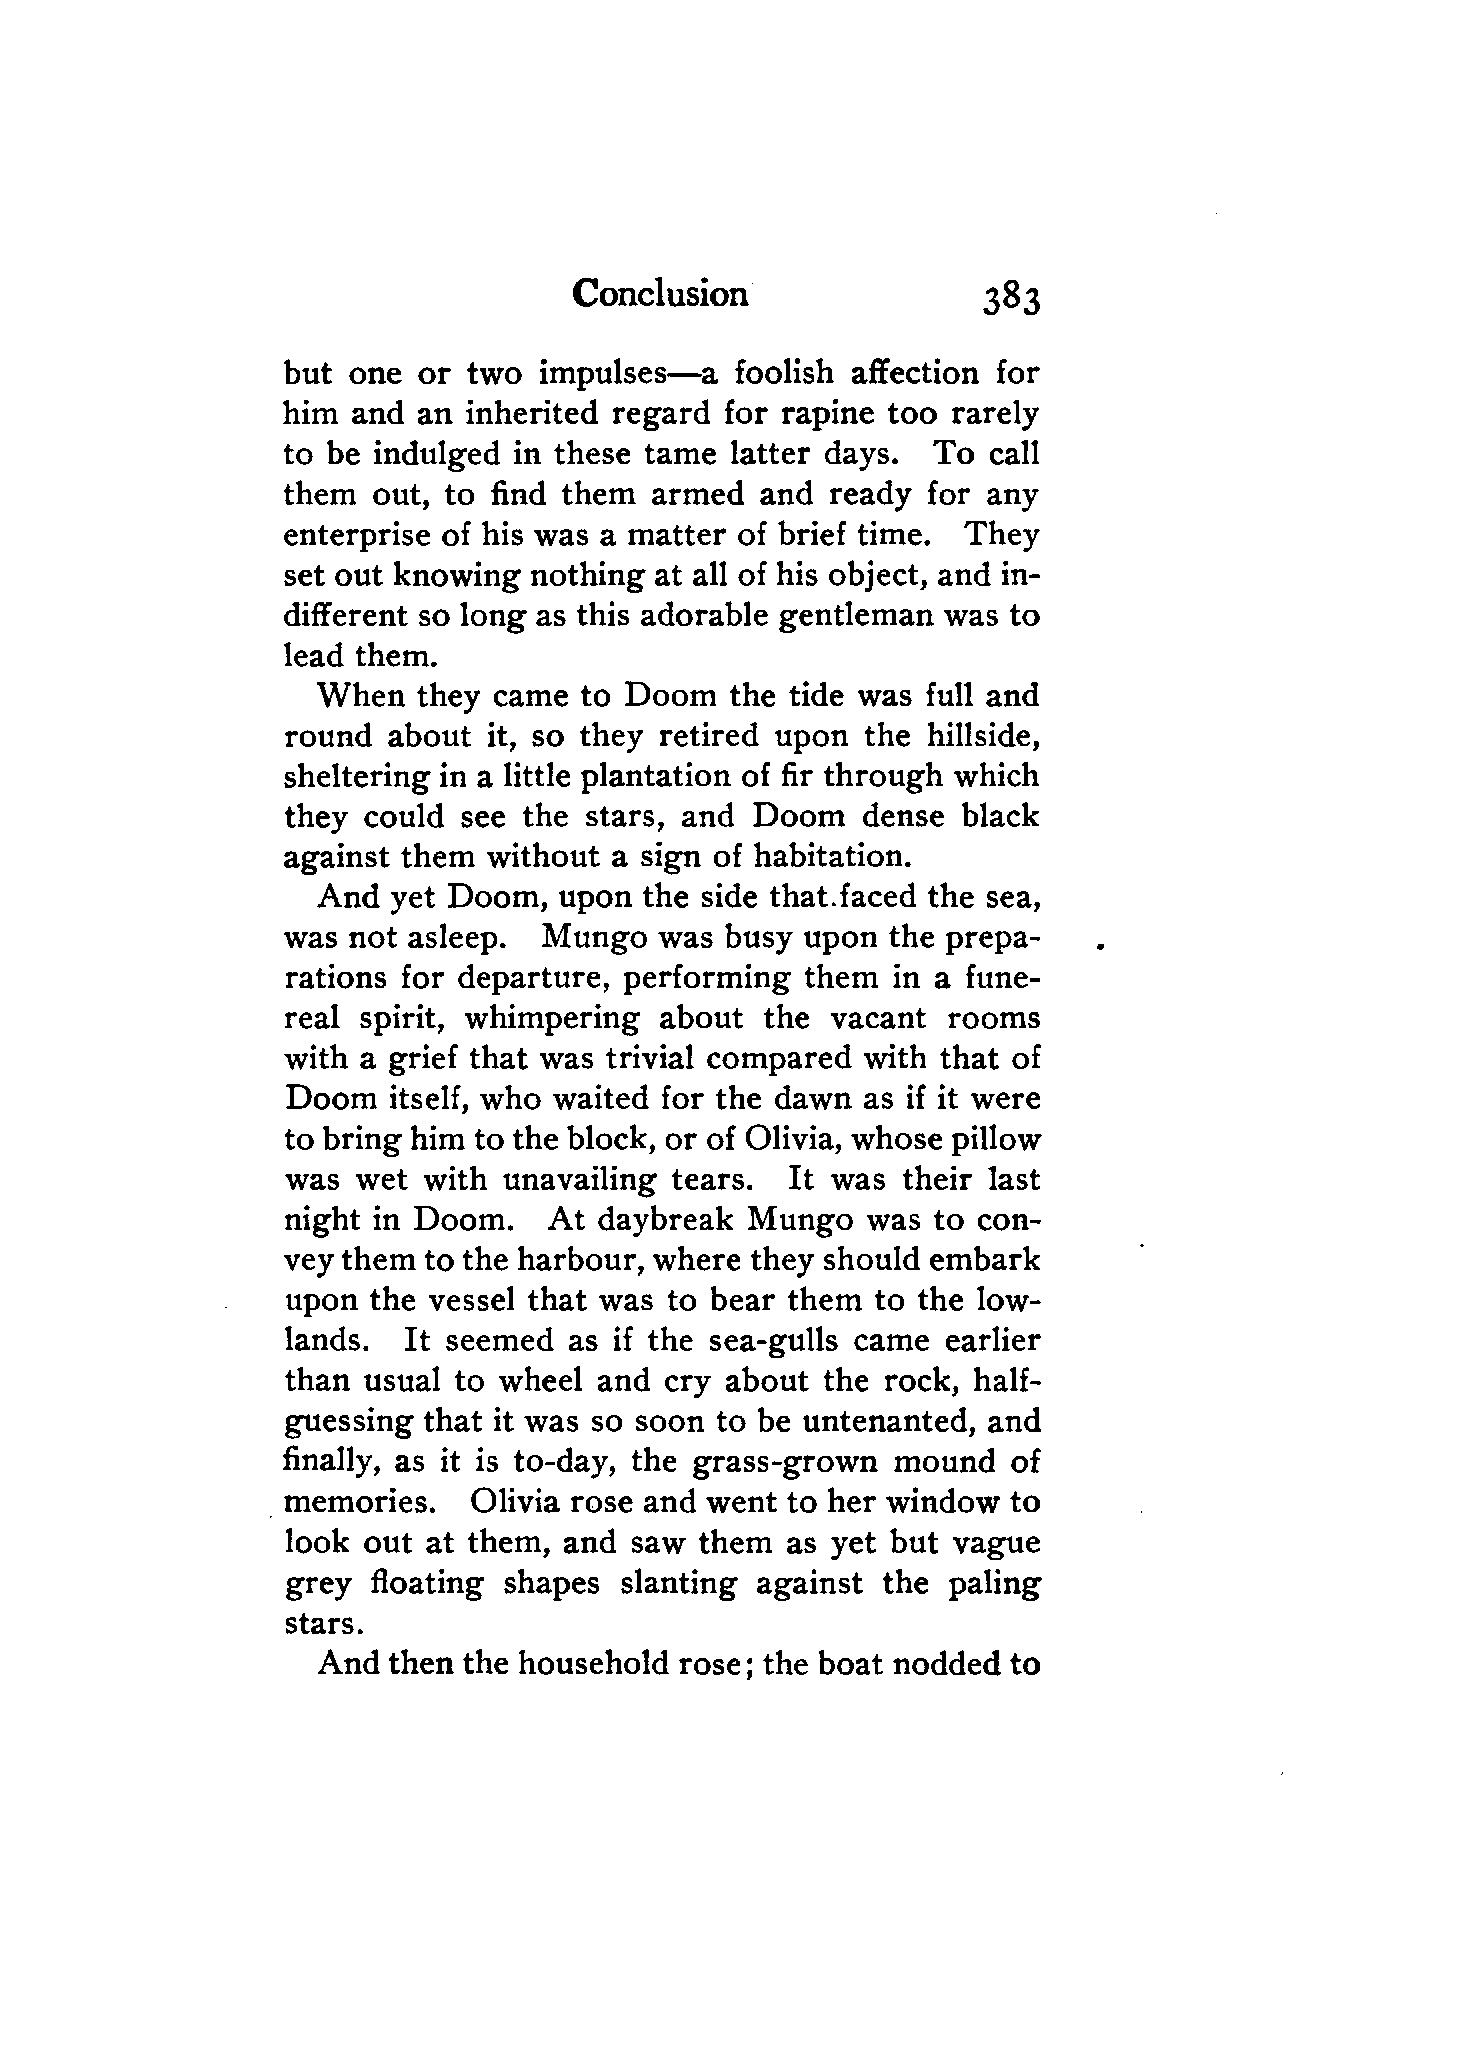 Conclusion 383
but one or two impulses—a foolish affection for
him and an inherited regard for rapine too rarely
to be indulged in these tame latter days. To call
them out, to find them armed and ready for any
enterprise of his was a matter of brief time. They
set out knowing nothing at all of his object, and in-
different so long as this adorable gentleman was to
lead them.
When they came to Doom the tide was full and
round about it, so they retired upon the hillside,
sheltering in a little plantation of fir through which
they could see the stars, and Doom dense black
against them without a sign of habitation.
And yet Doom, upon the side that faced the sea,
was not asleep. Mungo was busy upon the prepa-
rations for departure, performing them in a fune-
real spirit, whimpering about the vacant rooms
with a grief that was trivial compared with that of
Doom itself, who waited for the dawn as if it were
to bring him to the block, or of Olivia, whose pillow
was wet with unavailing tears. It was their last
night in Doom. At daybreak Mungo was to con-
vey them to the harbour, where they should embark
upon the vessel that was to bear them to the low-
lands. It seemed as if the sea-gulls came earlier
than usual to wheel and cry about the rock, half-
guessing that it was so soon to be untenanted, and
finally, as it is to-day, the grass-grown mound of
memories. Olivia rose and went to her window to
look out at them, and saw them as yet but vague
grey floating shapes slanting against the paling
stars.
And then the household rose; the boat nodded to